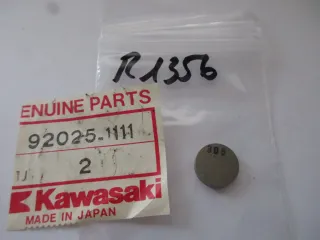 R1356
ENUINE PARTS
92025-1111
2
Kawasaki
MADE IN JAPAN